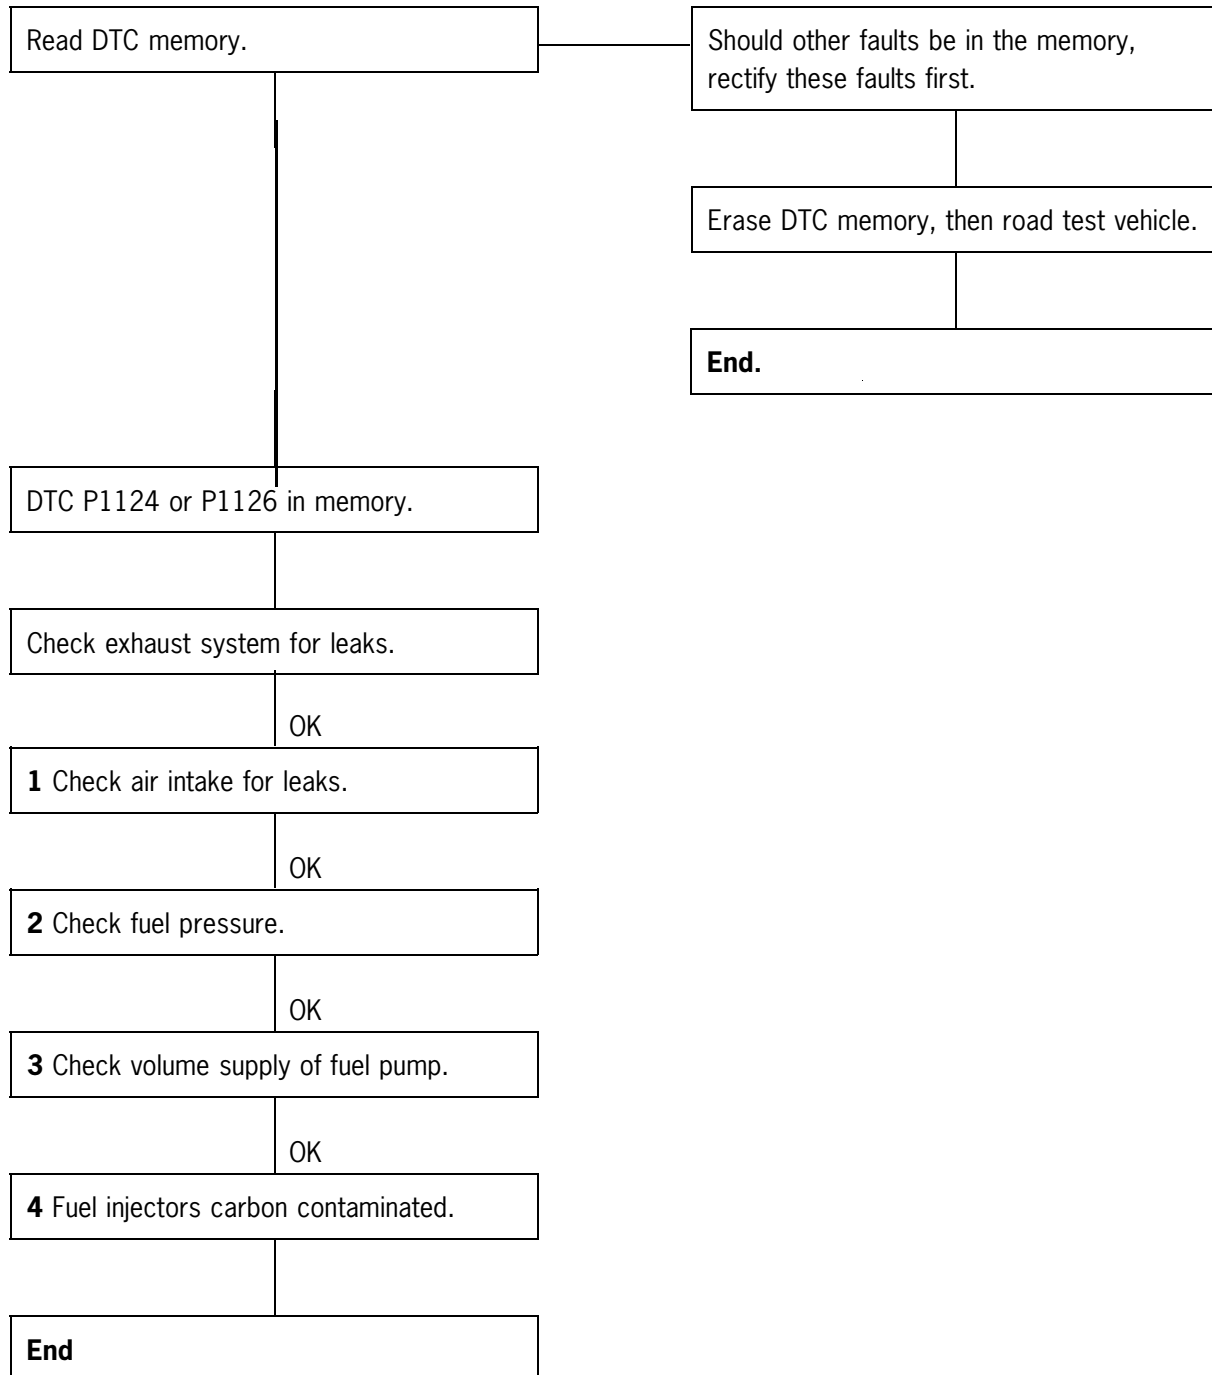 Read DTC memory.
Should other faults be in the memory,
rectify these faults first.
Erase DTC memory, then road test vehicle.
End.
DTC P1124 or P1126 in memory.
Check exhaust system for leaks.
OK
1 Check air intake for leaks.
OK
2 Check fuel pressure.
OK
3 Check volume supply of fuel pump.
OK
4 Fuel injectors carbon contaminated.
End